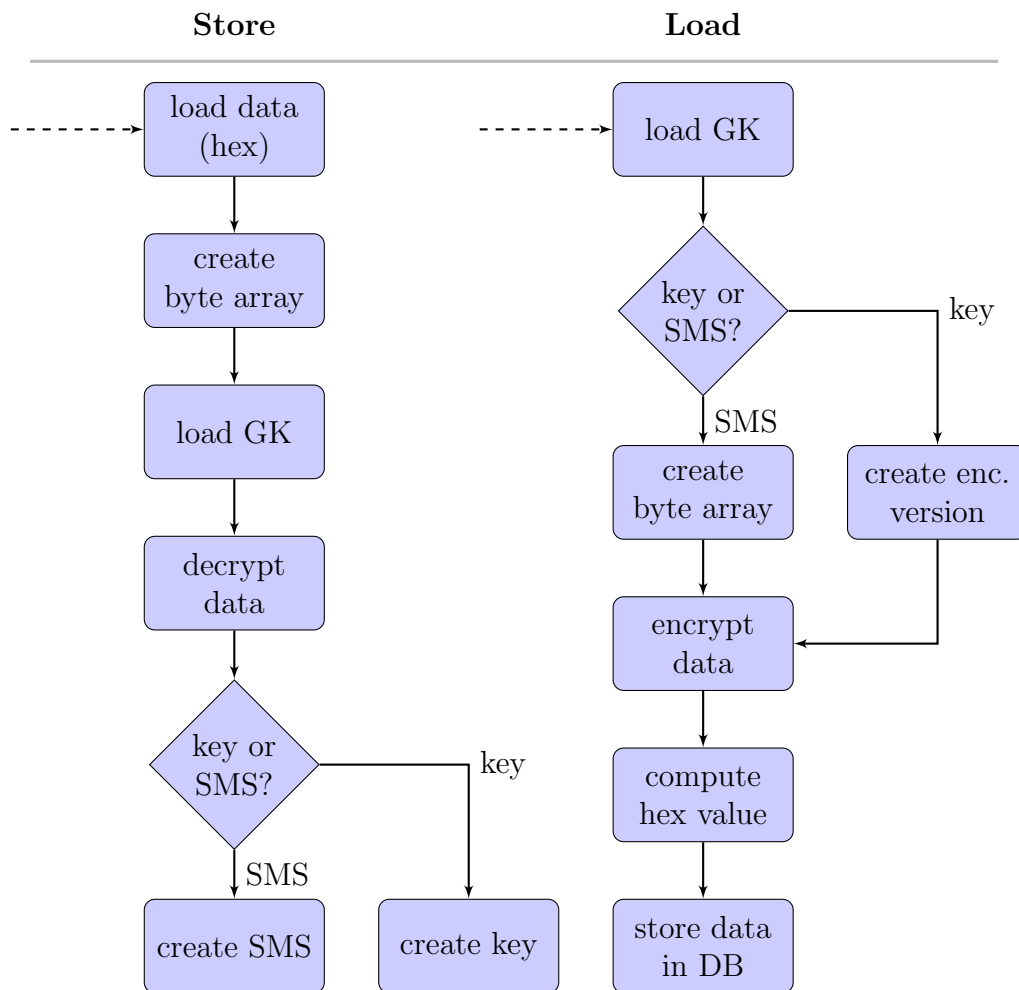 Store
load data
(hex)
create
byte array
load GK
decrypt
data
key or
SMS?
key
SMS
create SMS
create key
Load
load GK
key or
SMS?
key
SMS
create
byte array
create enc.
version
encrypt
data
compute
hex value
store data
in DB